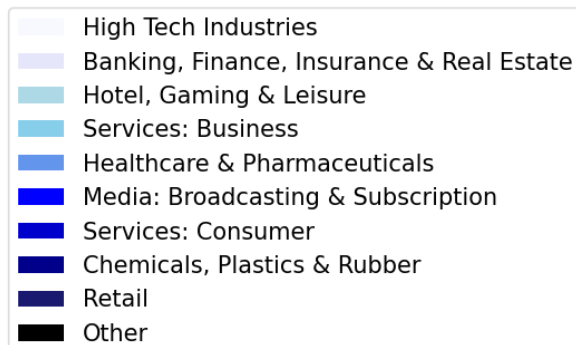 High Tech Industries
Banking, Finance, Insurance & Real Estate
Hotel, Gaming & Leisure
Services: Business
Healthcare & Pharmaceuticals
Media: Broadcasting & Subscription
Services: Consumer
Chemicals, Plastics & Rubber
Retail
Other